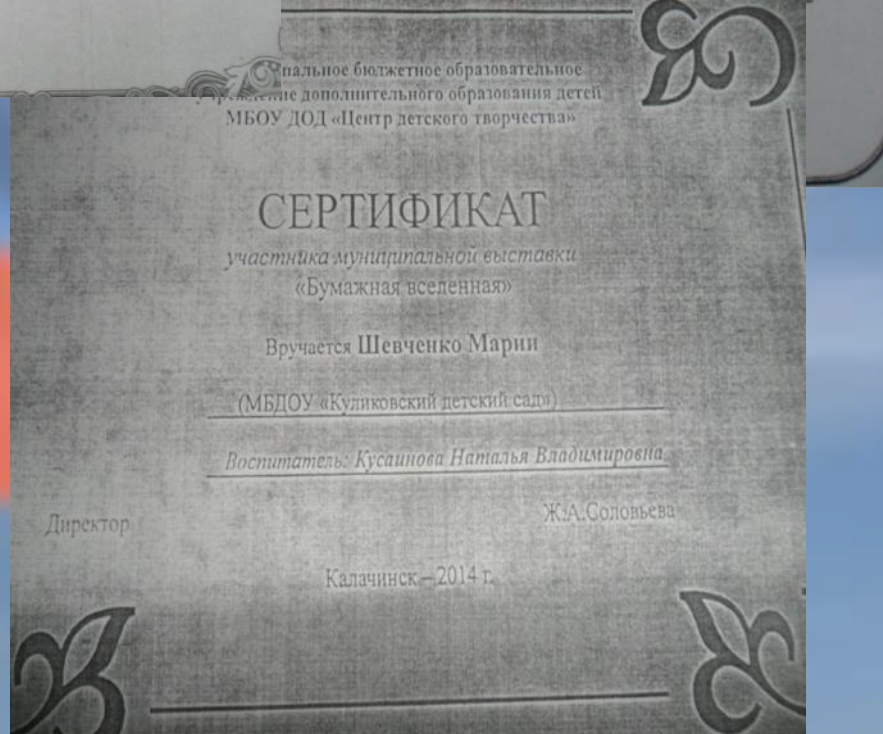 пальное бюджетное образовательное
дополнительного образования детей
МБОУ ДОД «Центр детского творчества»
СЕРТИФИКАТ
участника муниципальной выставки
«Бумажная вселенная»
Вручается Шевченко Марии
(МБДОУ «Куликовский детский сад»)
Воспитатель: Кусаинова Наталья Владимировна
Директор Ж.А.Соловьева
Калачинск – 2014 г.